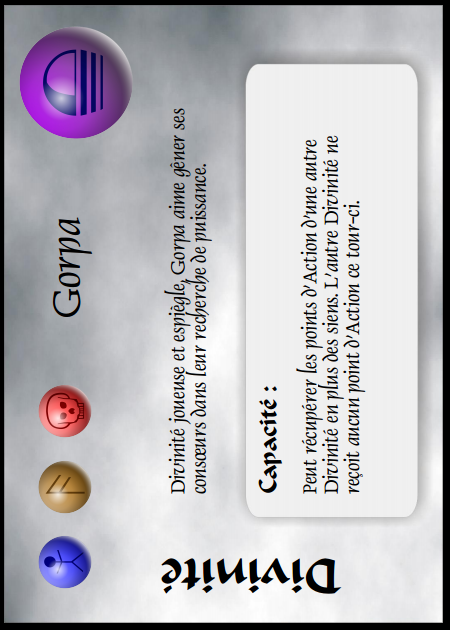 Gorpa
Divinité joueuse et espiègle, Gorpa aime gêner ses
consœurs dans leur recherche de puissance.
Capacité :
Peut récupérer les points d'Action d'une autre
Divinité en plus des siens. L'autre Divinité ne
reçoit aucun point d'Action ce tour-ci.
Divinité